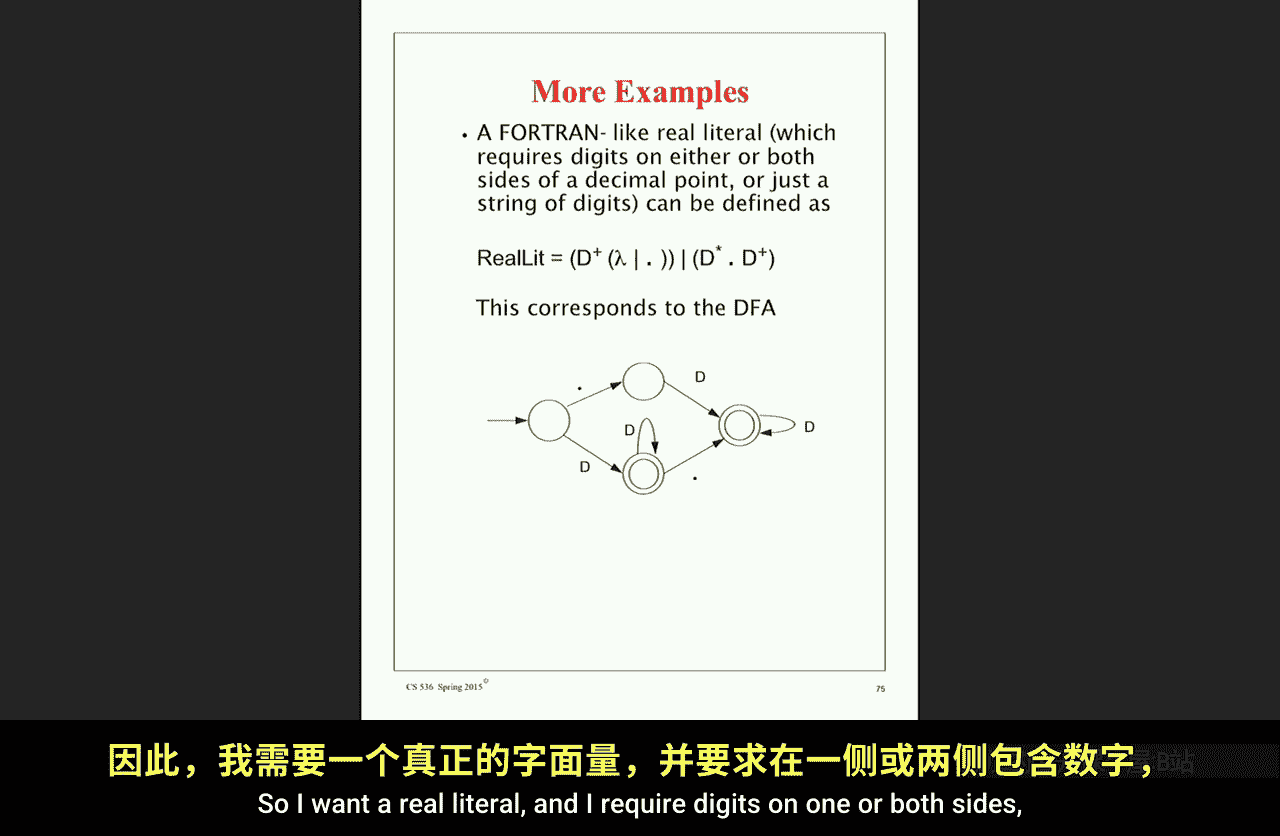 More Examples
• A FORTRAN- like real literal (which
requires digits on either or both
sides of a decimal point, or just a
string of digits) can be defined as
RealLit = (D⁺ (λ | . )) | (D* . D⁺)
This corresponds to the DFA
.
D
D
D
D
.
CS 536 Spring 2015©
75
因此，我需要一个真正的字面量，并要求在一侧或两侧包含数字，
B站
So I want a real literal, and I require digits on one or both sides,